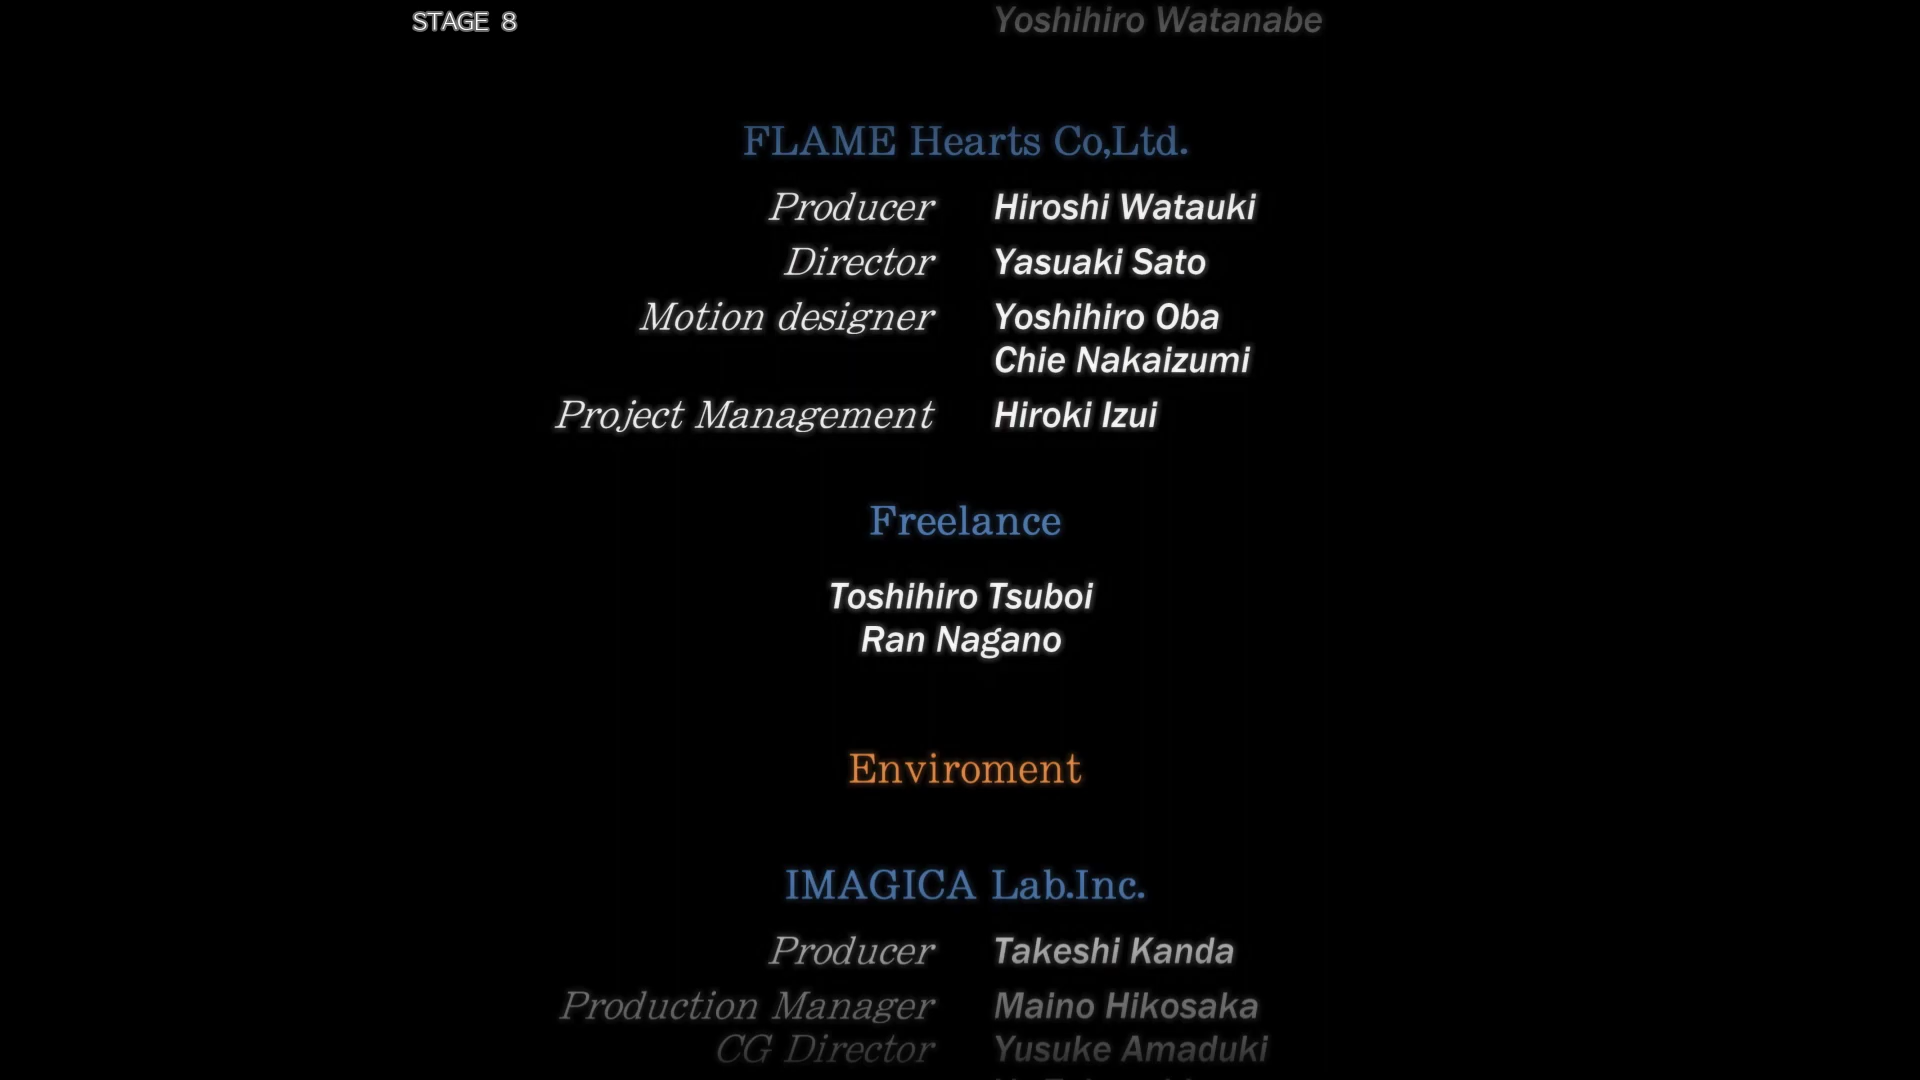 STAGE 8
Yoshihiro Watanabe
FLAME Hearts Co,Ltd.
Producer Hiroshi Watauki
Director Yasuaki Sato
Motion designer Yoshihiro Oba
Chie Nakaizumi
Project Management Hiroki Izui
Freelance
Toshihiro Tsuboi
Ran Nagano
Enviroment
IMAGICA Lab.Inc.
Producer Takeshi Kanda
Production Manager Maino Hikosaka
CG Director Yusuke Amaduki